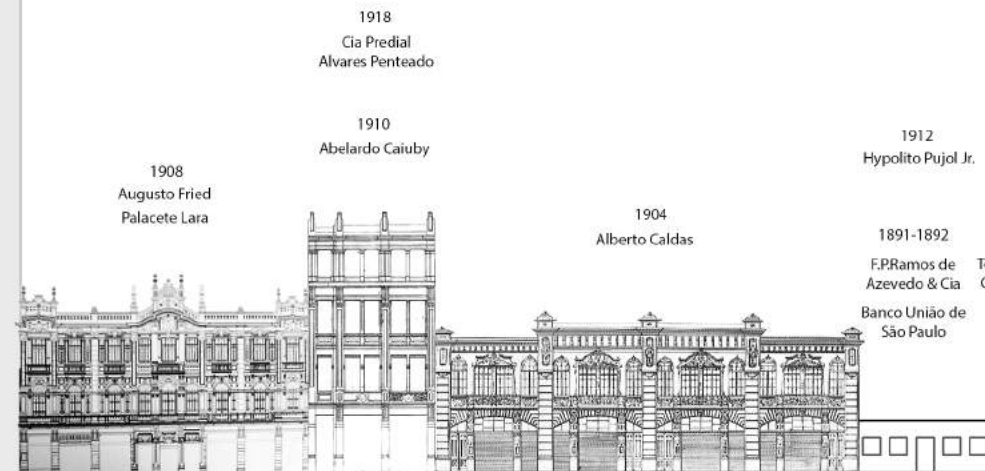 1918
Cia Predial
Alvares Penteado
1910
Abelardo Caiuby
1908
Augusto Fried
Palacete Lara
1904
Alberto Caldas
1912
Hypolito Pujol Jr.
1891-1892
F.P.Ramos de
Azevedo & Cia
Banco União de
São Paulo